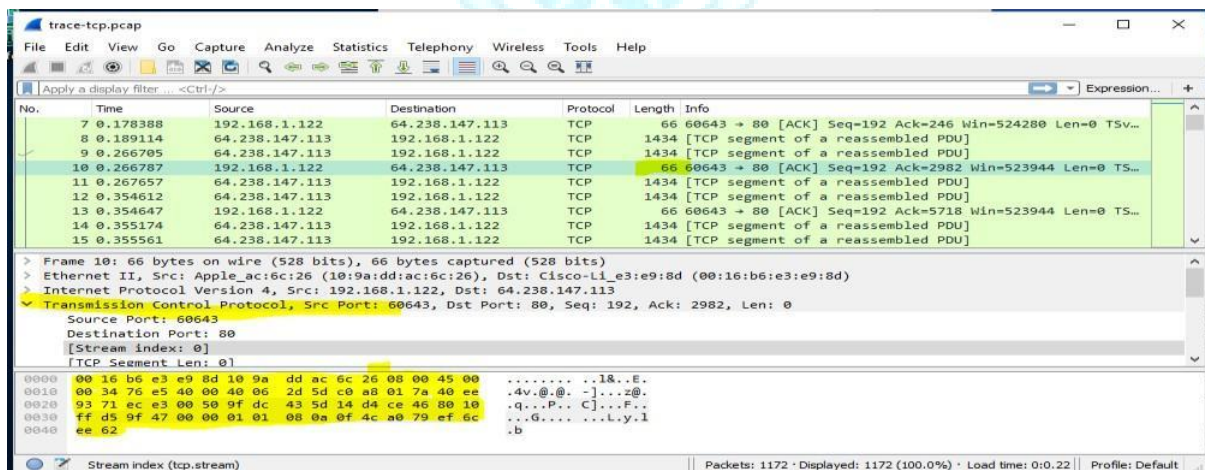 trace-tcp.pcap
File Edit View Go Capture Analyze Statistics Telephony Wireless Tools Help
Apply a display filter ... <Ctrl-/> Expression... +
No. Time Source Destination Protocol Length Info
7 0.178388 192.168.1.122 64.238.147.113 TCP 66 60643 → 80 [ACK] Seq=192 Ack=246 Win=524280 Len=0 TSv…
8 0.189114 64.238.147.113 192.168.1.122 TCP 1434 [TCP segment of a reassembled PDU]
9 0.266705 64.238.147.113 192.168.1.122 TCP 1434 [TCP segment of a reassembled PDU]
10 0.266787 192.168.1.122 64.238.147.113 TCP 66 60643 → 80 [ACK] Seq=192 Ack=2982 Win=523944 Len=0 TS…
11 0.267657 64.238.147.113 192.168.1.122 TCP 1434 [TCP segment of a reassembled PDU]
12 0.354612 64.238.147.113 192.168.1.122 TCP 1434 [TCP segment of a reassembled PDU]
13 0.354647 192.168.1.122 64.238.147.113 TCP 66 60643 → 80 [ACK] Seq=192 Ack=5718 Win=523944 Len=0 TS…
14 0.355174 64.238.147.113 192.168.1.122 TCP 1434 [TCP segment of a reassembled PDU]
15 0.355561 64.238.147.113 192.168.1.122 TCP 1434 [TCP segment of a reassembled PDU]
> Frame 10: 66 bytes on wire (528 bits), 66 bytes captured (528 bits)
> Ethernet II, Src: Apple_ac:6c:26 (10:9a:dd:ac:6c:26), Dst: Cisco-Li_e3:e9:8d (00:16:b6:e3:e9:8d)
> Internet Protocol Version 4, Src: 192.168.1.122, Dst: 64.238.147.113
Transmission Control Protocol, Src Port: 60643, Dst Port: 80, Seq: 192, Ack: 2982, Len: 0
Source Port: 60643
Destination Port: 80
[Stream index: 0]
[TCP Segment Len: 0]
0000 00 16 b6 e3 e9 8d 10 9a dd ac 6c 26 08 00 45 00 ........ ..l&..E.
0010 00 34 76 e5 40 00 40 06 2d 5d c0 a8 01 7a 40 ee .4v.@.@. -]...z@.
0020 93 71 ec e3 00 50 9f dc 43 5d 14 d4 ce 46 80 10 .q...P.. C]...F..
0030 ff d5 9f 47 00 00 01 01 08 0a 0f 4c a0 79 ef 6c ...G.... ...L.y.l
0040 ee 62 .b
Stream index (tcp.stream) Packets: 1172 · Displayed: 1172 (100.0%) · Load time: 0:0.22 Profile: Default